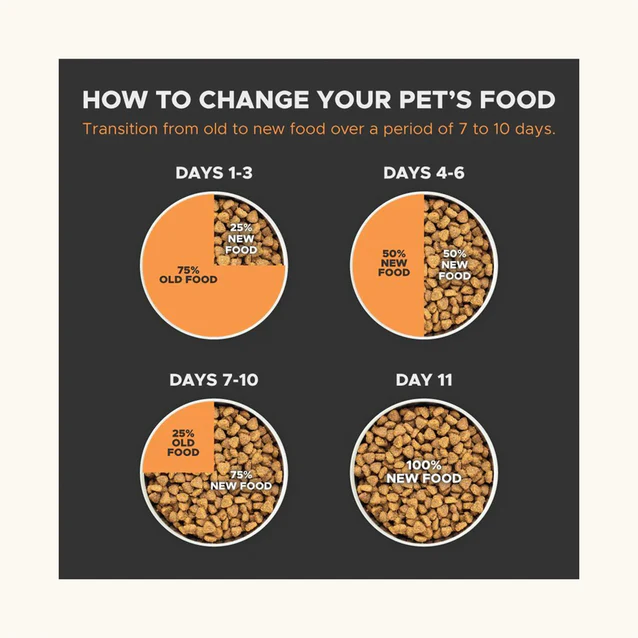 HOW TO CHANGE YOUR PET'S FOOD
Transition from old to new food over a period of 7 to 10 days.
DAYS 1-3
25%
NEW
FOOD
75%
OLD FOOD
DAYS 4-6
50%
NEW
FOOD
50%
NEW
FOOD
DAYS 7-10
25%
OLD
FOOD
75%
NEW FOOD
DAY 11
100%
NEW FOOD